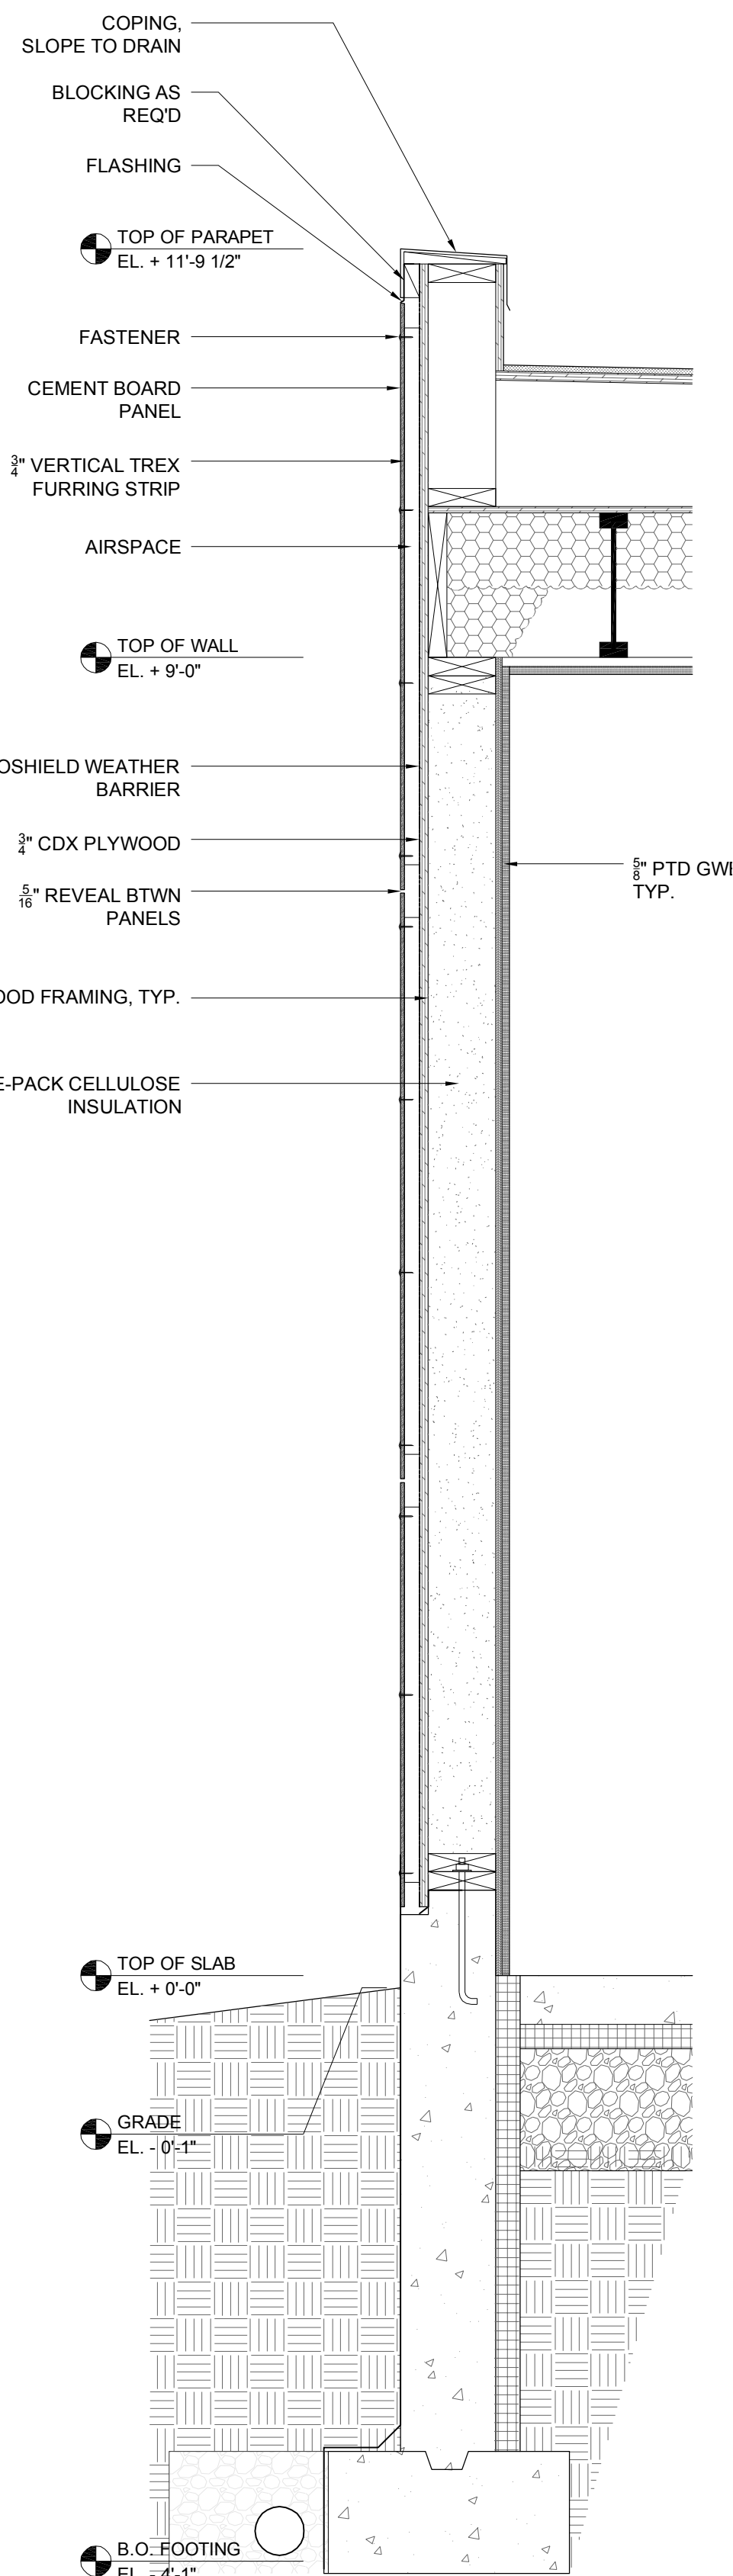 COPING,
SLOPE TO DRAIN
BLOCKING AS
REQ'D
FLASHING
TOP OF PARAPET
EL. + 11'-9 1/2"
FASTENER
CEMENT BOARD
PANEL
3/4" VERTICAL TREX
FURRING STRIP
AIRSPACE
TOP OF WALL
EL. + 9'-0"
WEATHER
BARRIER
3/4" CDX PLYWOOD
5/8" PTD
TYP.
5/16" REVEAL BTWN
PANELS
FRAMING, TYP.
E-PACK CELLULOSE
INSULATION
TOP OF SLAB
EL. + 0'-0"
GRADE
EL. - 0'-1"
B.O. FOOTING
EL. - 4'-1"